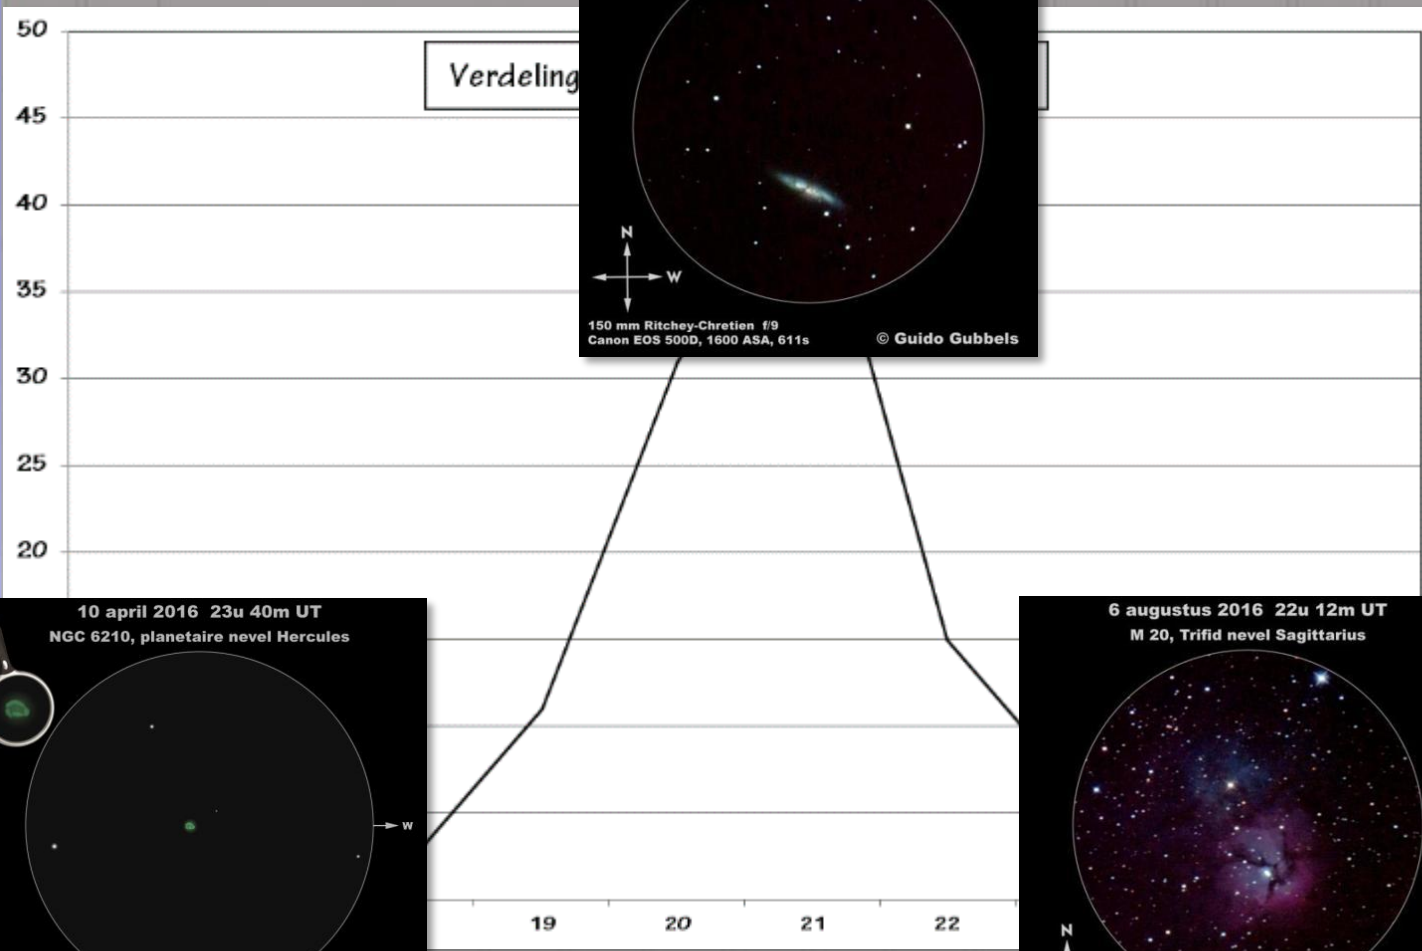 50
Verdeling
45
40
35
30
25
20
N
W
150 mm Ritchey-Chretien f/9
Canon EOS 500D, 1600 ASA, 611s
© Guido Gubbels
10 april 2016 23u 40m UT
NGC 6210, planetaire nevel Hercules
W
6 augustus 2016 22u 12m UT
M 20, Trifid nevel Sagittarius
N
19
20
21
22